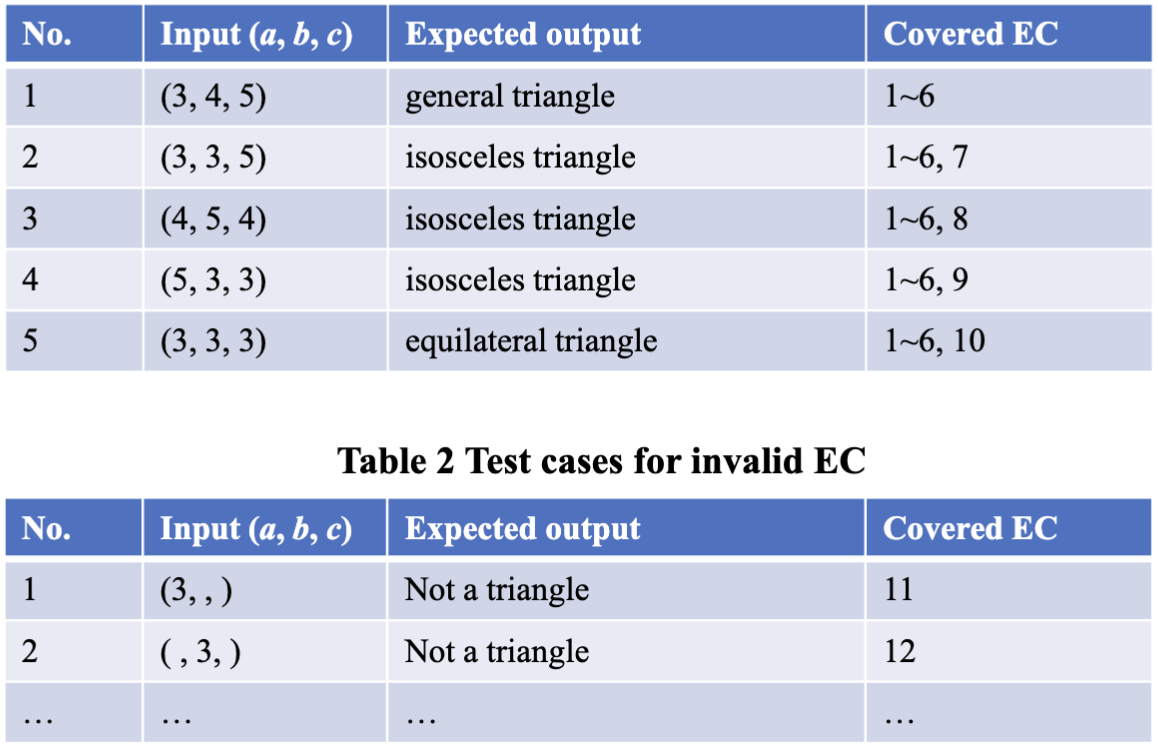 No. Input (a, b, c) Expected output Covered EC
1 (3, 4, 5) general triangle 1~6
2 (3, 3, 5) isosceles triangle 1~6, 7
3 (4, 5, 4) isosceles triangle 1~6, 8
4 (5, 3, 3) isosceles triangle 1~6, 9
5 (3, 3, 3) equilateral triangle 1~6, 10
Table 2 Test cases for invalid EC
No. Input (a, b, c) Expected output Covered EC
1 (3, , ) Not a triangle 11
2 ( , 3, ) Not a triangle 12
… … … …